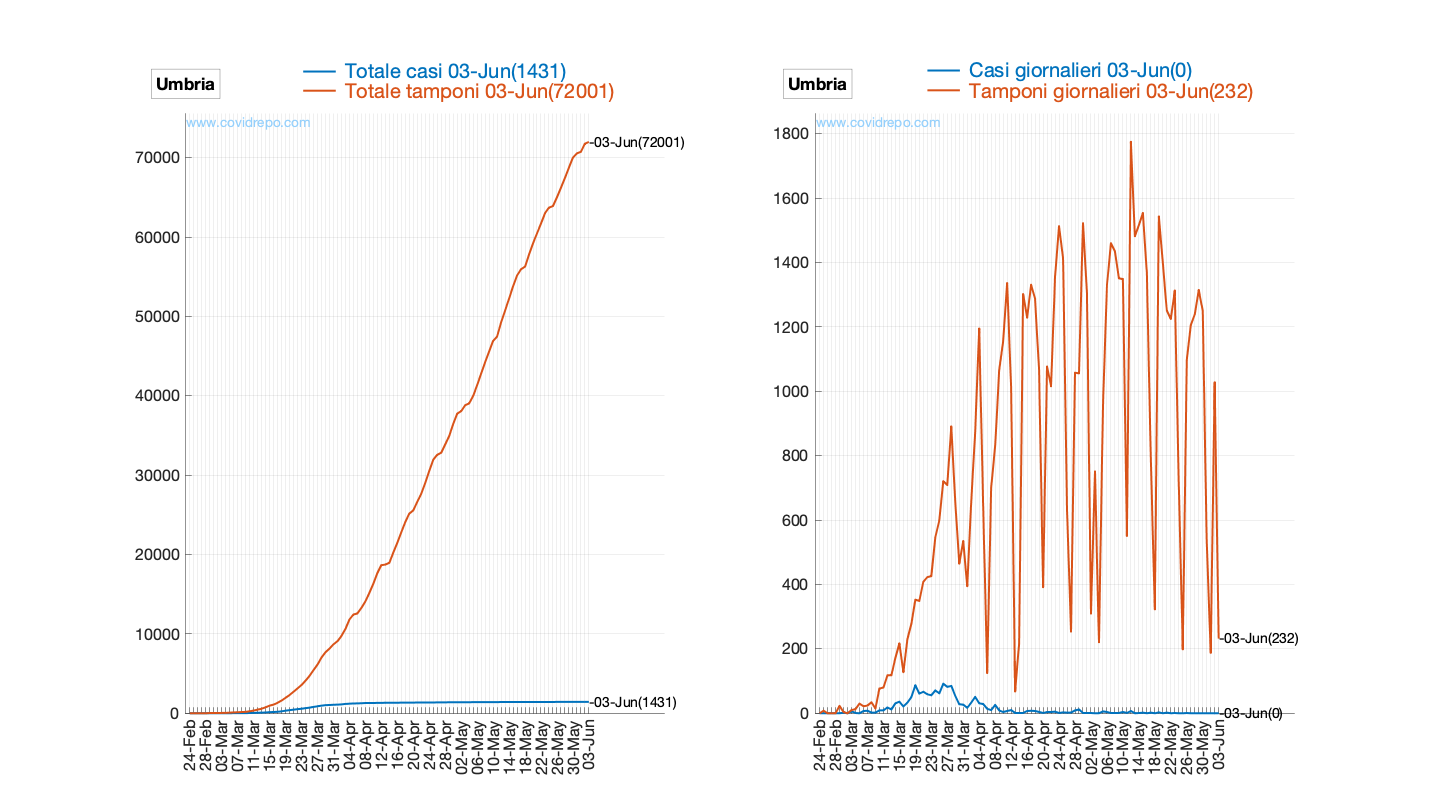 Umbria
Totale casi 03-Jun(1431)
Totale tamponi 03-Jun(72001)
www.covidrepo.com
03-Jun(72001)
70000
60000
50000
40000
30000
20000
10000
0
03-Jun(1431)
24-Feb
28-Feb
03-Mar
07-Mar
11-Mar
15-Mar
19-Mar
23-Mar
27-Mar
31-Mar
04-Apr
08-Apr
12-Apr
16-Apr
20-Apr
24-Apr
28-Apr
02-May
06-May
10-May
14-May
18-May
22-May
26-May
30-May
03-Jun
Umbria
Casi giornalieri 03-Jun(0)
Tamponi giornalieri 03-Jun(232)
www.covidrepo.com
1800
1600
1400
1200
1000
800
600
400
200
0
03-Jun(232)
03-Jun(0)
24-Feb
28-Feb
03-Mar
07-Mar
11-Mar
15-Mar
19-Mar
23-Mar
27-Mar
31-Mar
04-Apr
08-Apr
12-Apr
16-Apr
20-Apr
24-Apr
28-Apr
02-May
06-May
10-May
14-May
18-May
22-May
26-May
30-May
03-Jun